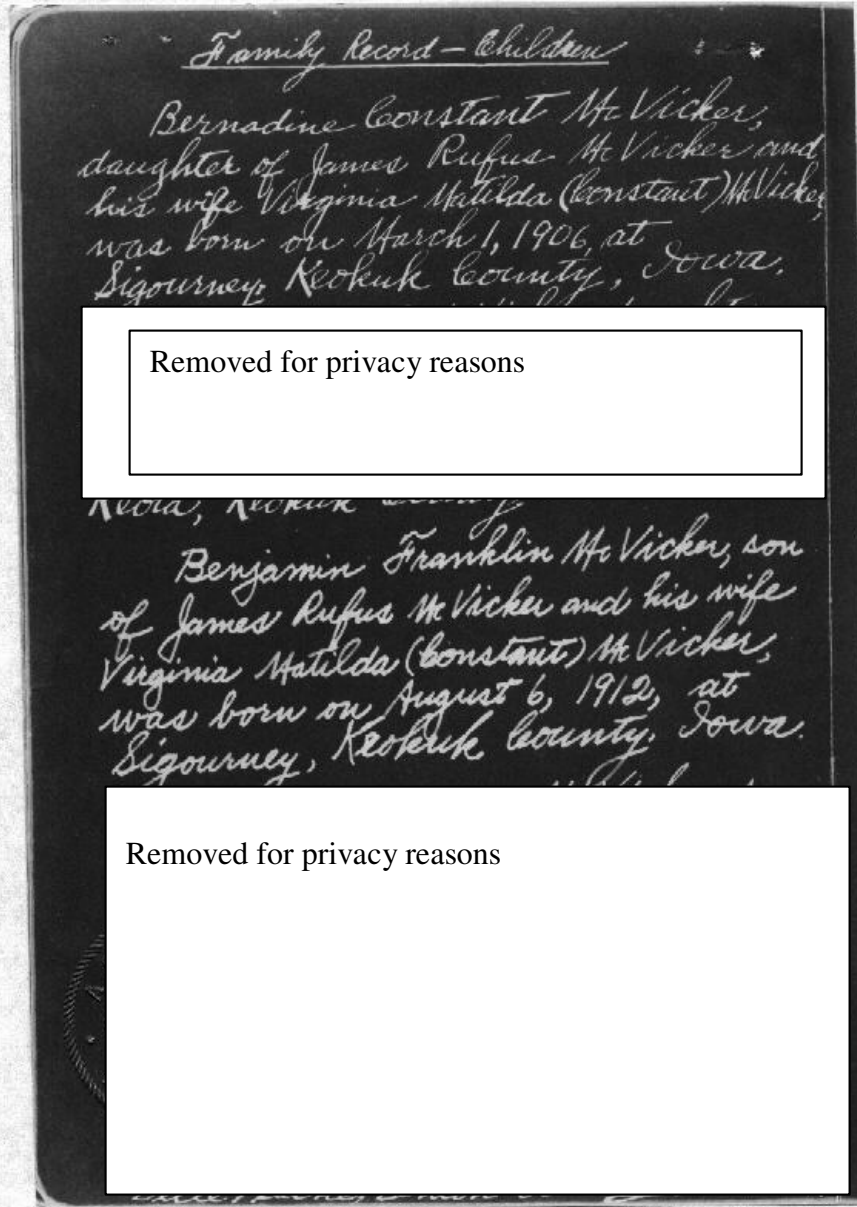 Family Record – Children
Bernadine Constant McVicker,
daughter of James Rufus McVicker and
his wife Virginia Matilda (Constant) McVicker,
was born on March 1, 1906, at
Sigourney, Keokuk County, Iowa.
Removed for privacy reasons
Keota, Keokuk County
Benjamin Franklin McVicker, son
of James Rufus McVicker and his wife
Virginia Matilda (Constant) McVicker,
was born on August 6, 1912, at
Sigourney, Keokuk County, Iowa.
Removed for privacy reasons